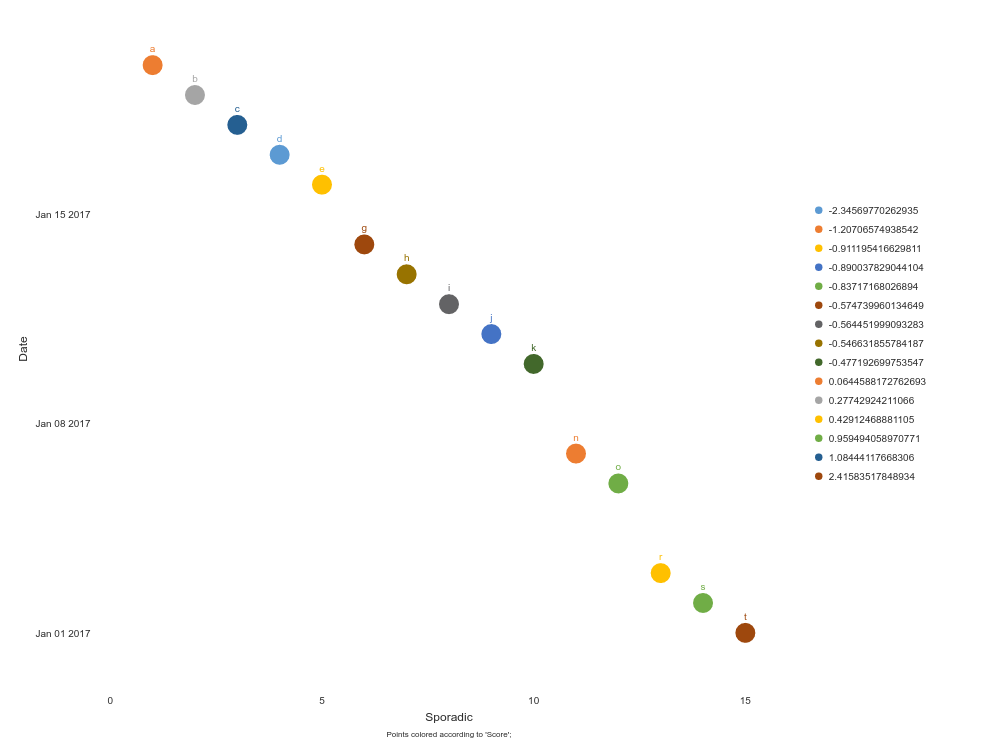 a
b
c
d
e
Jan 15 2017
g
h
i
j
k
Date
Jan 08 2017
n
o
r
s
t
Jan 01 2017
0 5 10 15
Sporadic
Points colored according to 'Score';
-2.34569770262935
-1.20706574938542
-0.911195416629811
-0.890037829044104
-0.83717168026894
-0.574739960134649
-0.564451999093283
-0.546631855784187
-0.477192699753547
0.0644588172762693
0.27742924211066
0.42912468881105
0.959494058970771
1.08444117668306
2.41583517848934